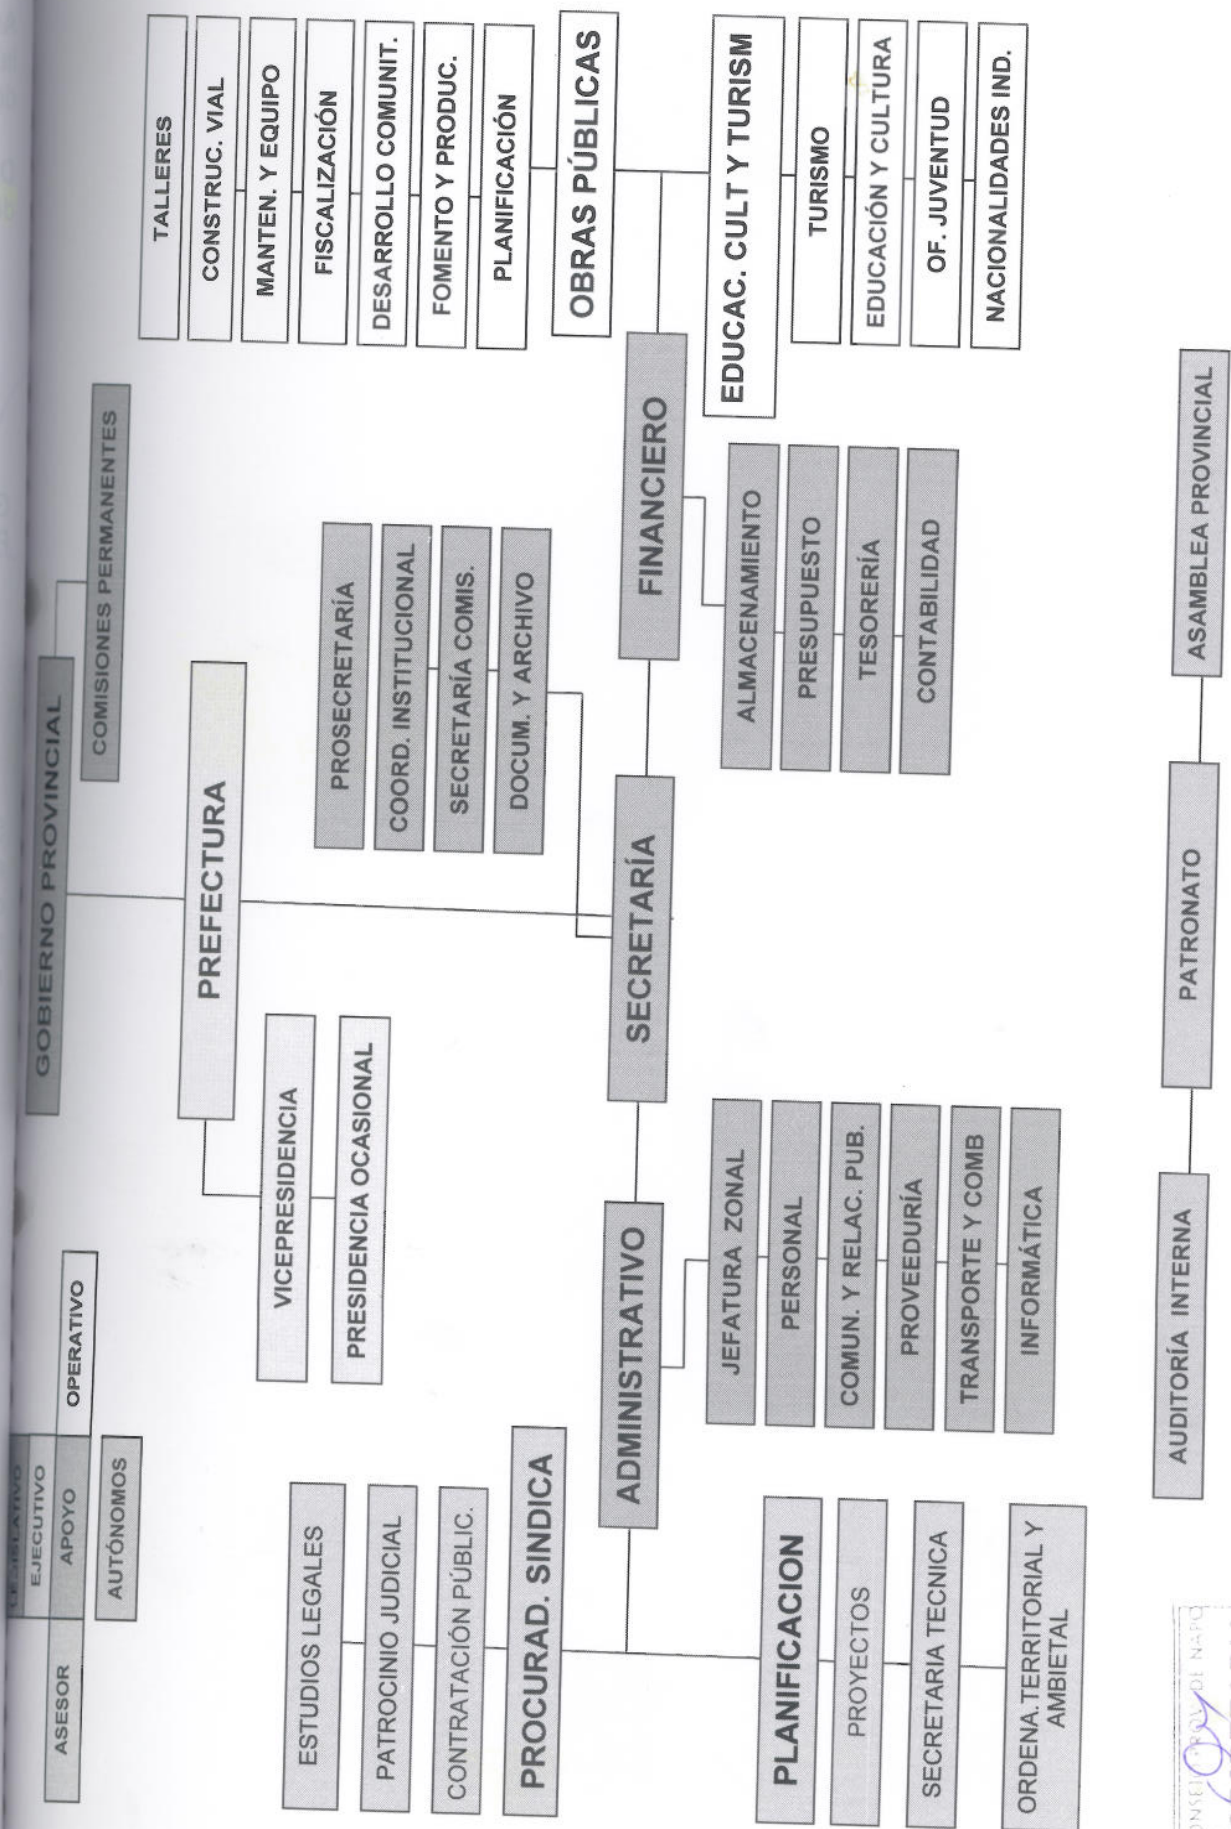 LEGISLATIVO
EJECUTIVO
ASESOR
APOYO
OPERATIVO
AUTÓNOMOS
GOBIERNO PROVINCIAL
COMISIONES PERMANENTES
PREFECTURA
VICEPRESIDENCIA
PRESIDENCIA OCASIONAL
ESTUDIOS LEGALES
PATROCINIO JUDICIAL
CONTRATACIÓN PÚBLIC.
PROCURAD. SINDICA
PROSECRETARÍA
COORD. INSTITUCIONAL
SECRETARÍA COMIS.
DOCUM. Y ARCHIVO
TALLERES
CONSTRUC. VIAL
MANTEN. Y EQUIPO
FISCALIZACIÓN
DESARROLLO COMUNIT.
FOMENTO Y PRODUC.
PLANIFICACIÓN
OBRAS PÚBLICAS
ADMINISTRATIVO
SECRETARÍA
FINANCIERO
PLANIFICACION
PROYECTOS
SECRETARIA TECNICA
ORDENA.TERRITORIAL Y
AMBIETAL
JEFATURA ZONAL
PERSONAL
COMUN. Y RELAC. PUB.
PROVEEDURÍA
TRANSPORTE Y COMB
INFORMÁTICA
ALMACENAMIENTO
PRESUPUESTO
TESORERÍA
CONTABILIDAD
EDUCAC. CULT Y TURISM
TURISMO
EDUCACIÓN Y CULTURA
OF. JUVENTUD
NACIONALIDADES IND.
AUDITORÍA INTERNA
PATRONATO
ASAMBLEA PROVINCIAL
DE NAPO